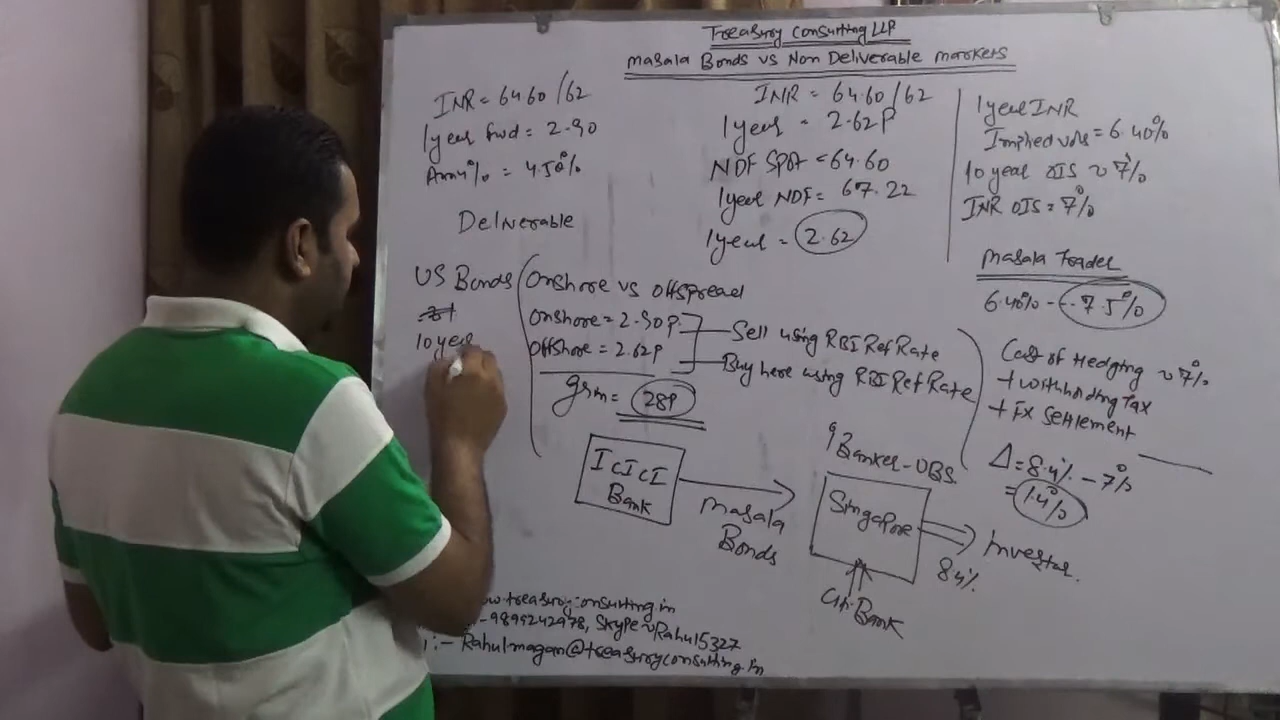 Treasury Consulting LLP
Masala Bonds vs Non Deliverable Markets
INR = 64.60/62
1 year fwd = 2.90
Ann% = 4.50%
Deliverable
INR = 64.60/62
1 year = 2.62P
NDF SPOT = 64.60
1 year NDF = 67.22
1 year = 2.62
1 year INR
Implied vols = 6.40%
10 year OIS ~ 7%
INR OIS = 7%
Masala Trader
6.40% - 7.5%
US Bonds
10 year
Onshore vs Offspread
Onshore = 2.90P
Offshore = 2.62P
28P
Sell using RBI Ref Rate
Buy here using RBI Ref Rate
Cost of Hedging ~ 7%
+ withholding Tax
+ FX Settlement
Δ = 8.4% - 7%
= 1.4%
ICICI
Bank
Masala
Bonds
Banker-UBS
Singapore
8.4%
Investor.
Citi Bank
treasuryconsulting.in
-9899242978, Skype ~ Rahul5327
:- Rahulmagan@treasuryconsulting.in